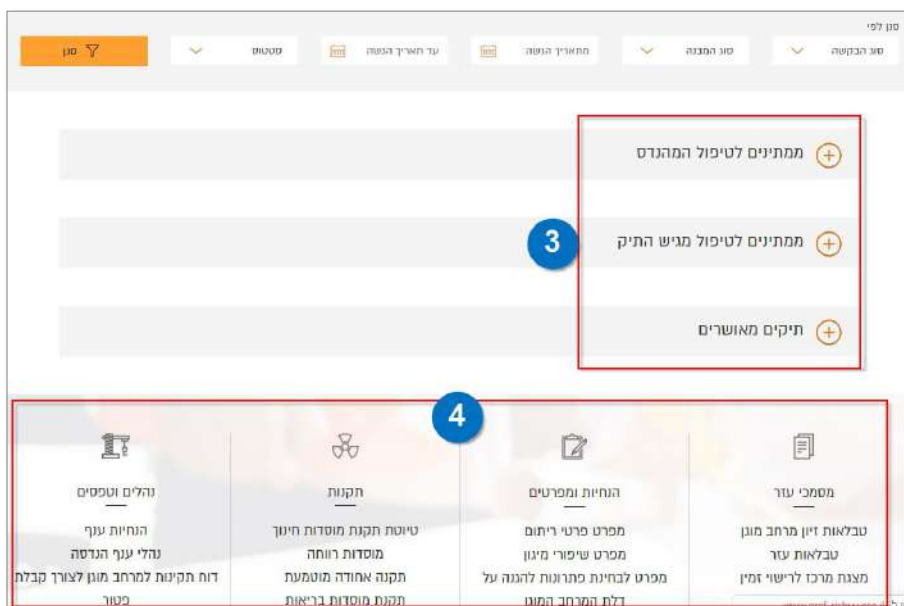 סנן לפי
סוג הבקשה
סוג המבנה
מתאריך הגשה
עד תאריך הגשה
סטטוס
סנן
ממתינים לטיפול המהנדס
3
ממתינים לטיפול מגיש התיק
תיקים מאושרים
4
מסמכי עזר
טבלאות זיון מרחב מוגן
טבלאות עזר
מצגת מרכז לרישוי זמין
הנחיות ומפרטים
מפרט פרטי ריתום
מפרט שיפורי מיגון
מפרט לבחינת פתרונות להגנה על
דלת המרחב המוגן
תקנות
טיוטת תקנת מוסדות חינוך
מוסדות רווחה
תקנה אחודה מוטמעת
תקנת מוסדות בריאות
נהלים וטפסים
הנחיות ענף
נהלי ענף הנדסה
דוח תקינות למרחב מוגן לצורך קבלת
פטור